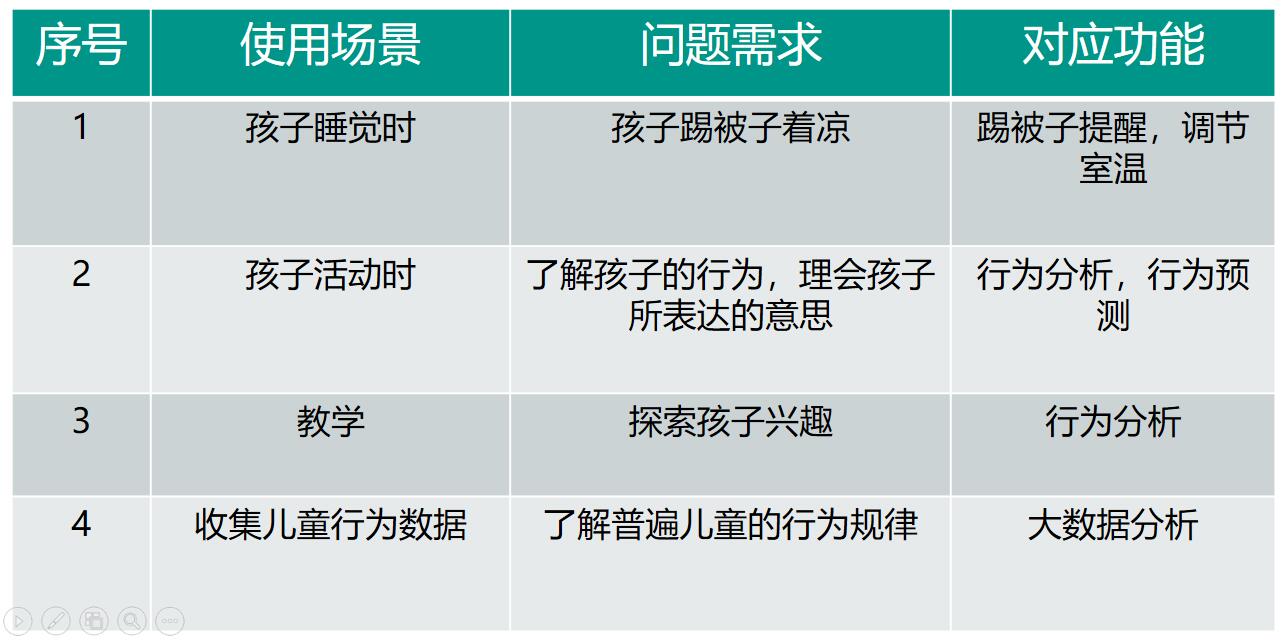 序号 使用场景 问题需求 对应功能
1 孩子睡觉时 孩子踢被子着凉 踢被子提醒，调节
室温
2 孩子活动时 了解孩子的行为，理会孩子 行为分析，行为预
所表达的意思 测
3 教学 探索孩子兴趣 行为分析
4 收集儿童行为数据 了解普遍儿童的行为规律 大数据分析